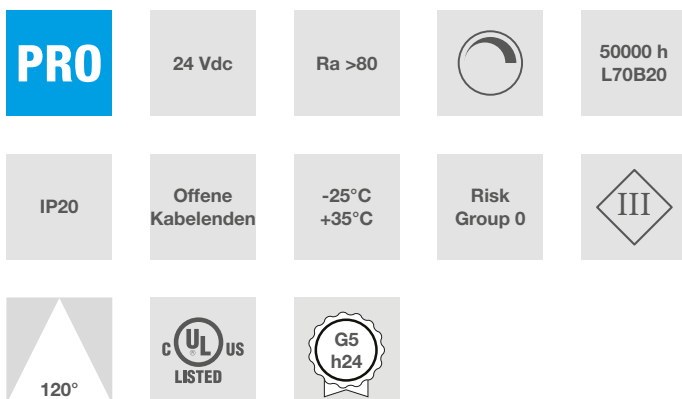 PRO
24 Vdc
Ra >80
50000 h
L70B20
IP20
Offene
Kabelenden
-25°C
+35°C
Risk
Group 0
III
120°
C UL® US
LISTED
G5
h24